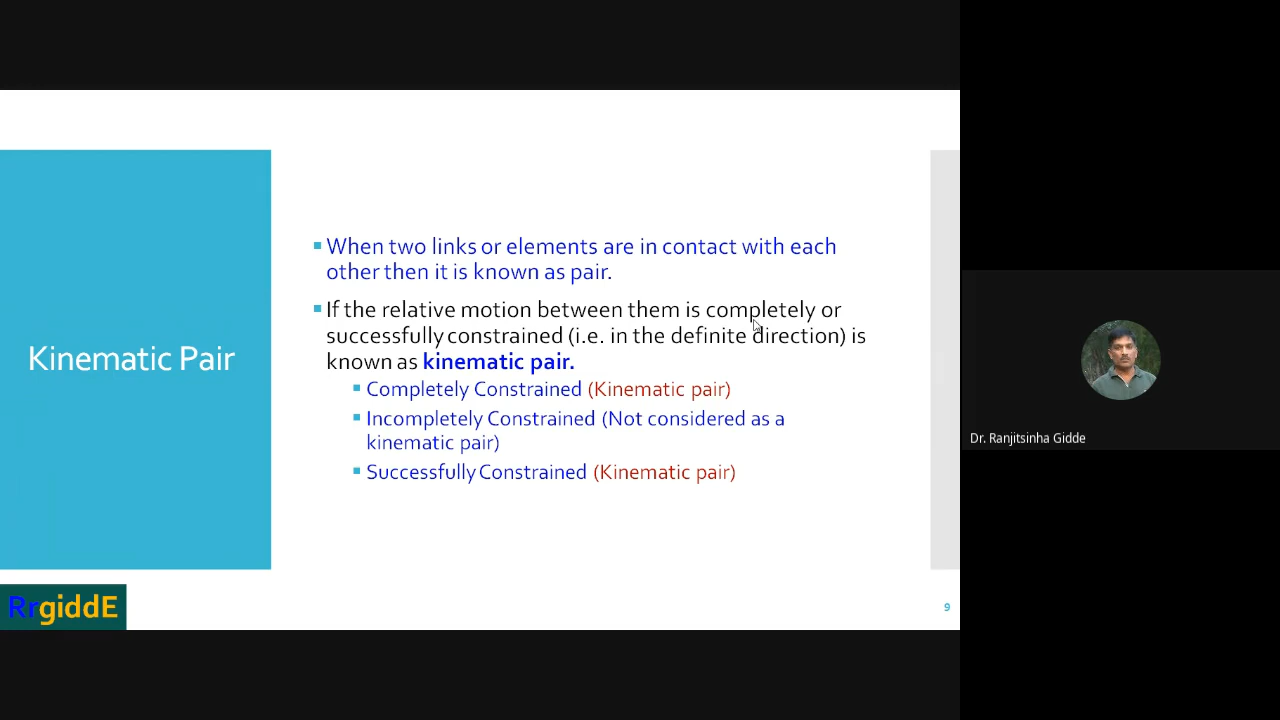 Kinematic Pair
When two links or elements are in contact with each
other then it is known as pair.
If the relative motion between them is completely or
successfully constrained (i.e. in the definite direction) is
known as kinematic pair.
Completely Constrained (Kinematic pair)
Incompletely Constrained (Not considered as a
kinematic pair)
Successfully Constrained (Kinematic pair)
RrgiddE
9
Dr. Ranjitsinha Gidde